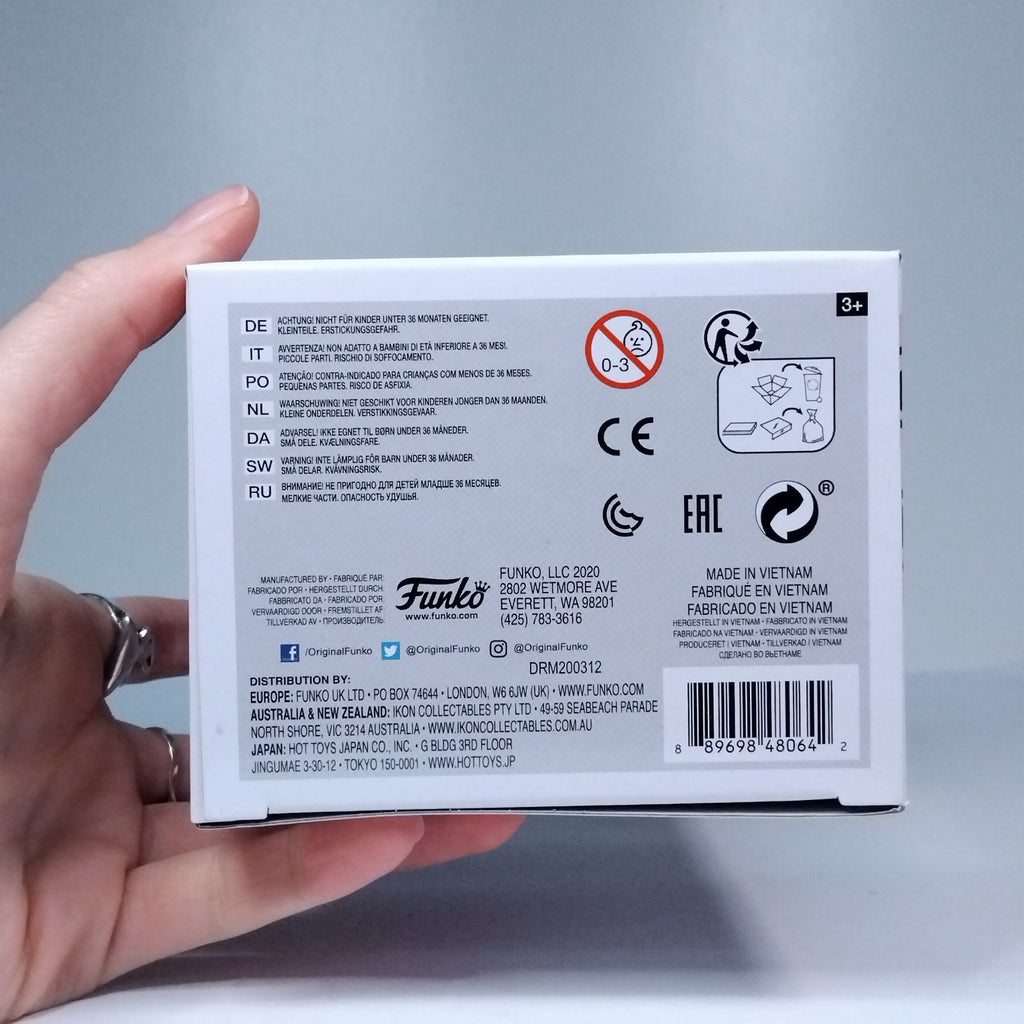 3+
DE ACHTUNG! NICHT FÜR KINDER UNTER 36 MONATEN GEEIGNET.
KLEINTEILE. ERSTICKUNGSGEFAHR.
IT AVVERTENZA! NON ADATTO A BAMBINI DI ETÀ INFERIORE A 36 MESI.
PICCOLE PARTI. RISCHIO DI SOFFOCAMENTO.
PO ATENÇÃO! CONTRA-INDICADO PARA CRIANÇAS COM MENOS DE 36 MESES.
PEQUENAS PARTES. RISCO DE ASFIXIA.
NL WAARSCHUWING! NIET GESCHIKT VOOR KINDEREN JONGER DAN 36 MAANDEN.
KLEINE ONDERDELEN. VERSTIKKINGSGEVAAR.
DA ADVARSEL! IKKE EGNET TIL BØRN UNDER 36 MÅNEDER.
SMÅ DELE. KVÆLNINGSFARE.
SW VARNING! INTE LÄMPLIG FÖR BARN UNDER 36 MÅNADER.
SMÅ DELAR. KVÄVNINGSRISK.
RU ВНИМАНИЕ! НЕ ПРИГОДНО ДЛЯ ДЕТЕЙ МЛАДШЕ 36 МЕСЯЦЕВ.
МЕЛКИЕ ЧАСТИ. ОПАСНОСТЬ УДУШЬЯ.
0-3
CE
EAC
®
MANUFACTURED BY • FABRIQUÉ PAR:
FABRICADO POR • HERGESTELLT DURCH:
FABBRICATO DA • FABRICADO POR:
VERVAARDIGD DOOR • FREMSTILLET AF:
TILLVERKAD AV • ПРОИЗВОДИТЕЛЬ:
Funko
www.funko.com
FUNKO, LLC 2020
2802 WETMORE AVE
EVERETT, WA 98201
(425) 783-3616
MADE IN VIETNAM
FABRIQUÉ EN VIETNAM
FABRICADO EN VIETNAM
HERGESTELLT IN VIETNAM • FABBRICATO IN VIETNAM
FABRICADO NA VIETNAM • VERVAARDIGD IN VIETNAM
PRODUCERET I VIETNAM • TILLVERKAD I VIETNAM
СДЕЛАНО ВО ВЬЕТНАМЕ
/OriginalFunko @OriginalFunko @OriginalFunko
DRM200312
DISTRIBUTION BY:
EUROPE: FUNKO UK LTD • PO BOX 74644 • LONDON, W6 6JW (UK) • WWW.FUNKO.COM
AUSTRALIA & NEW ZEALAND: IKON COLLECTABLES PTY LTD • 49-59 SEABEACH PARADE
NORTH SHORE, VIC 3214 AUSTRALIA • WWW.IKONCOLLECTABLES.COM.AU
JAPAN: HOT TOYS JAPAN CO., INC. • G BLDG 3RD FLOOR
JINGUMAE 3-30-12 • TOKYO 150-0001 • WWW.HOTTOYS.JP
8 89698 48064 2